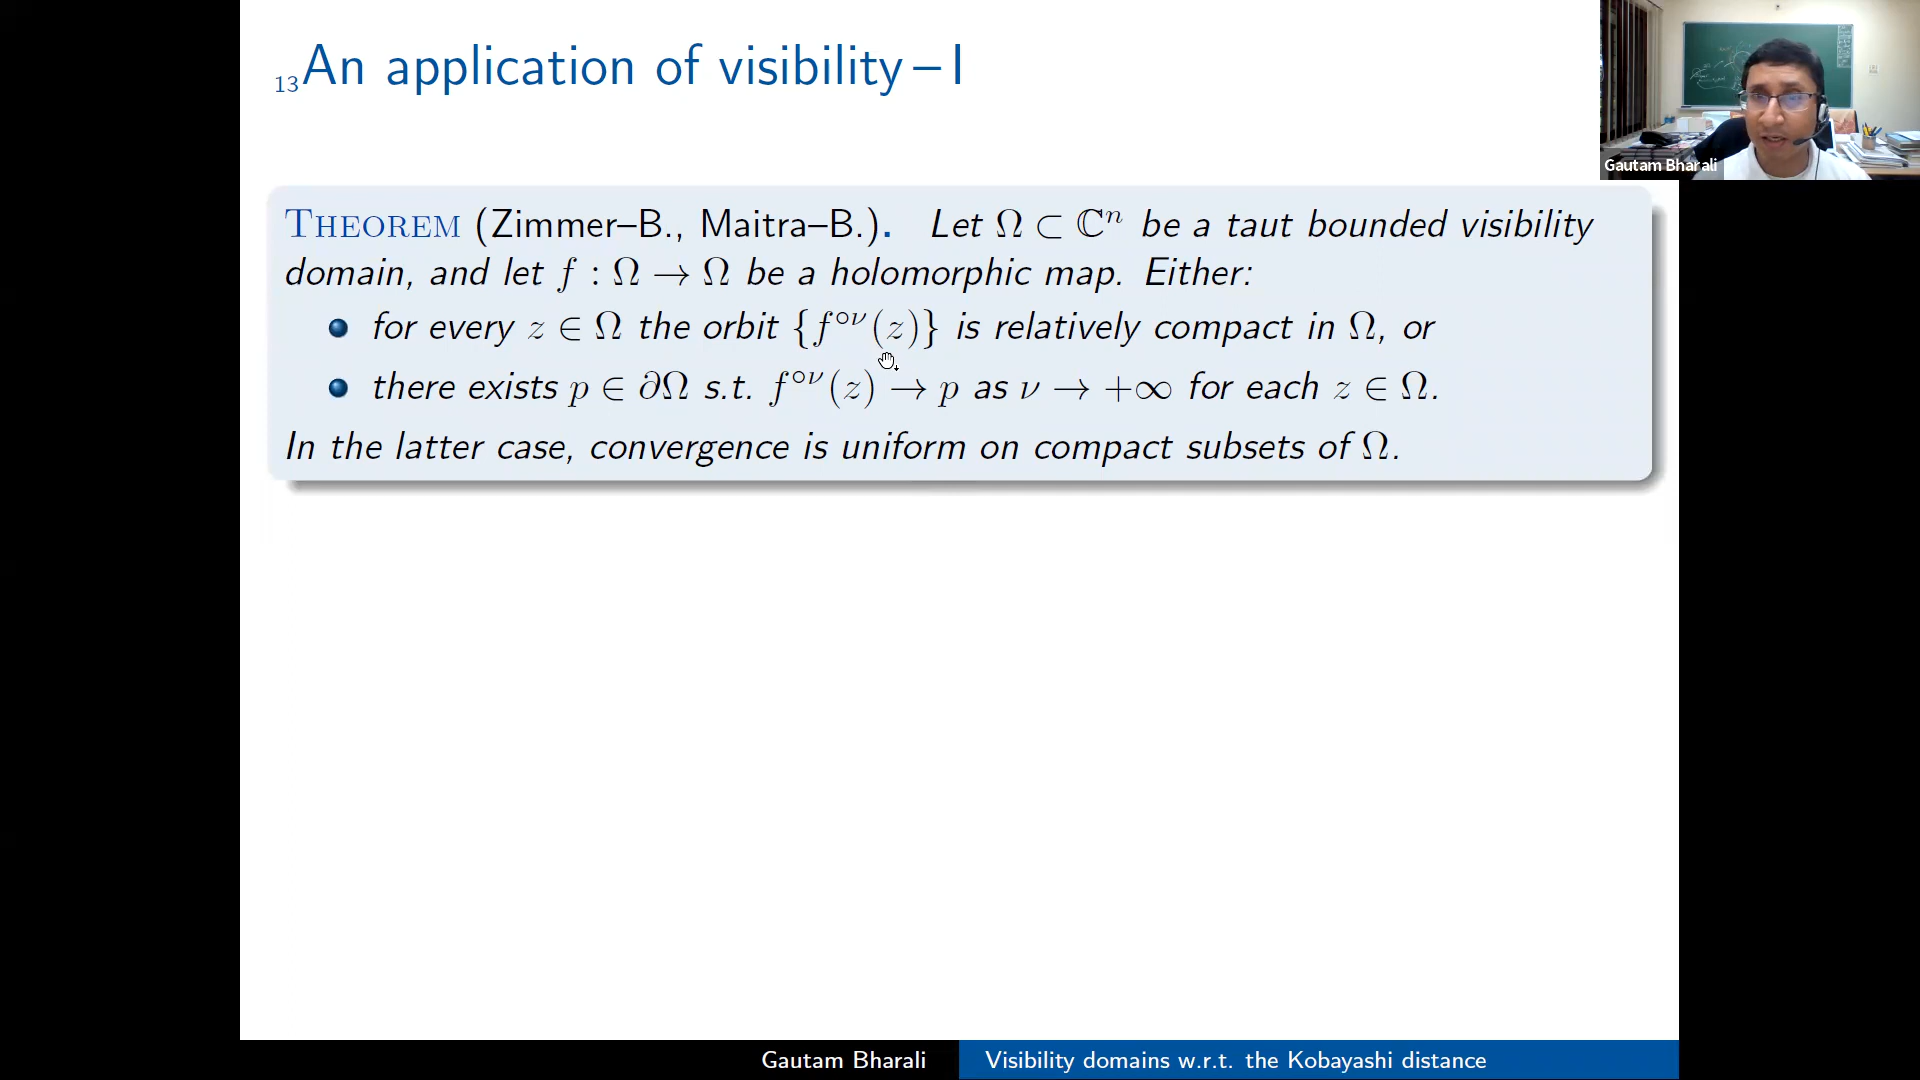 13 An application of visibility – I
Gautam Bharali
THEOREM (Zimmer–B., Maitra–B.). Let Ω ⊂ ℂⁿ be a taut bounded visibility
domain, and let f : Ω → Ω be a holomorphic map. Either:
for every z ∈ Ω the orbit {f^{∘ν}(z)} is relatively compact in Ω, or
there exists p ∈ ∂Ω s.t. f^{∘ν}(z) → p as ν → +∞ for each z ∈ Ω.
In the latter case, convergence is uniform on compact subsets of Ω.
Gautam Bharali
Visibility domains w.r.t. the Kobayashi distance